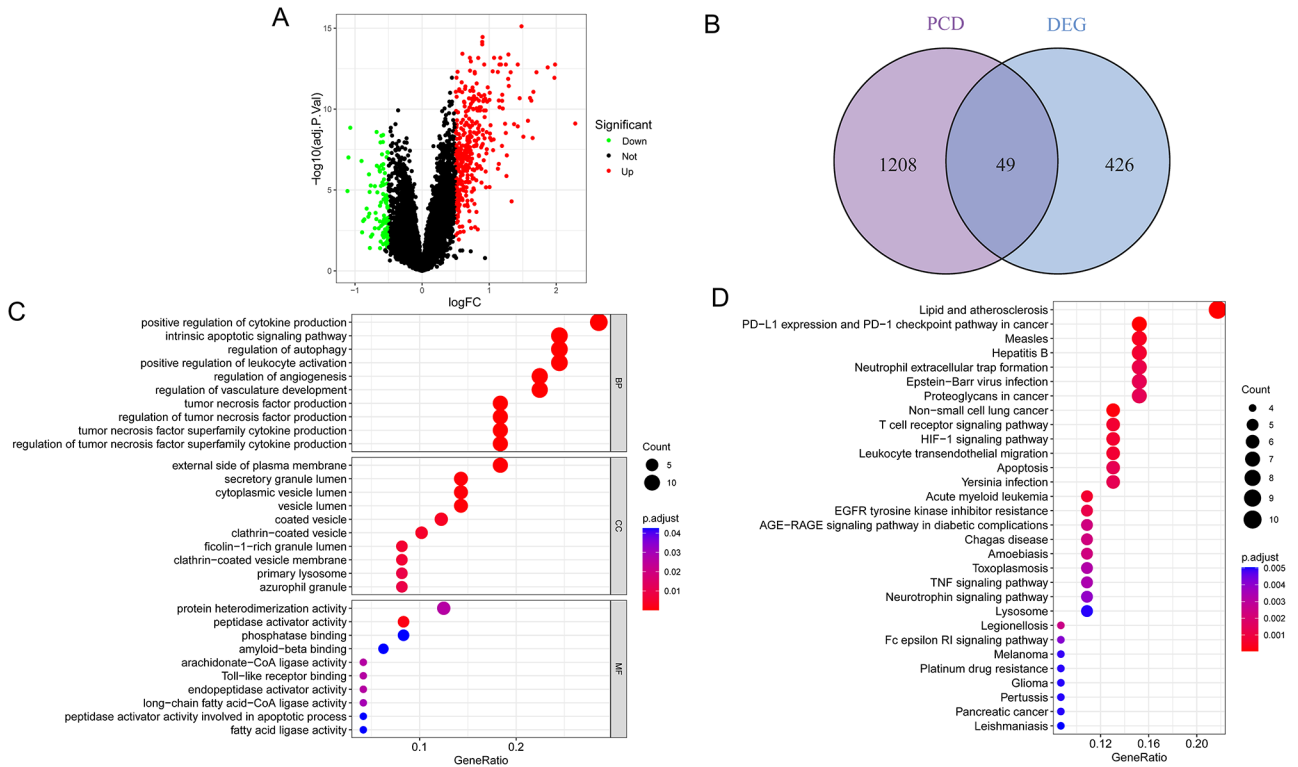 A
15
10
5
0
−log10(adj.P.Val)
−1
0
1
2
logFC
Significant
Down
Not
Up
B
PCD
DEG
1208
49
426
C
positive regulation of cytokine production
intrinsic apoptotic signaling pathway
regulation of autophagy
positive regulation of leukocyte activation
regulation of angiogenesis
regulation of vasculature development
tumor necrosis factor production
regulation of tumor necrosis factor production
tumor necrosis factor superfamily cytokine production
regulation of tumor necrosis factor superfamily cytokine production
BP
external side of plasma membrane
secretory granule lumen
cytoplasmic vesicle lumen
vesicle lumen
coated vesicle
clathrin−coated vesicle
ficolin−1−rich granule lumen
clathrin−coated vesicle membrane
primary lysosome
azurophil granule
CC
protein heterodimerization activity
peptidase activator activity
phosphatase binding
amyloid−beta binding
arachidonate−CoA ligase activity
Toll−like receptor binding
endopeptidase activator activity
long−chain fatty acid−CoA ligase activity
peptidase activator activity involved in apoptotic process
fatty acid ligase activity
MF
0.1
0.2
GeneRatio
Count
5
10
p.adjust
0.04
0.03
0.02
0.01
D
Lipid and atherosclerosis
PD−L1 expression and PD−1 checkpoint pathway in cancer
Measles
Hepatitis B
Neutrophil extracellular trap formation
Epstein−Barr virus infection
Proteoglycans in cancer
Non−small cell lung cancer
T cell receptor signaling pathway
HIF−1 signaling pathway
Leukocyte transendothelial migration
Apoptosis
Yersinia infection
Acute myeloid leukemia
EGFR tyrosine kinase inhibitor resistance
AGE−RAGE signaling pathway in diabetic complications
Chagas disease
Amoebiasis
Toxoplasmosis
TNF signaling pathway
Neurotrophin signaling pathway
Lysosome
Legionellosis
Fc epsilon RI signaling pathway
Melanoma
Platinum drug resistance
Glioma
Pertussis
Pancreatic cancer
Leishmaniasis
0.12
0.16
0.20
GeneRatio
Count
4
5
6
7
8
9
10
p.adjust
0.005
0.004
0.003
0.002
0.001